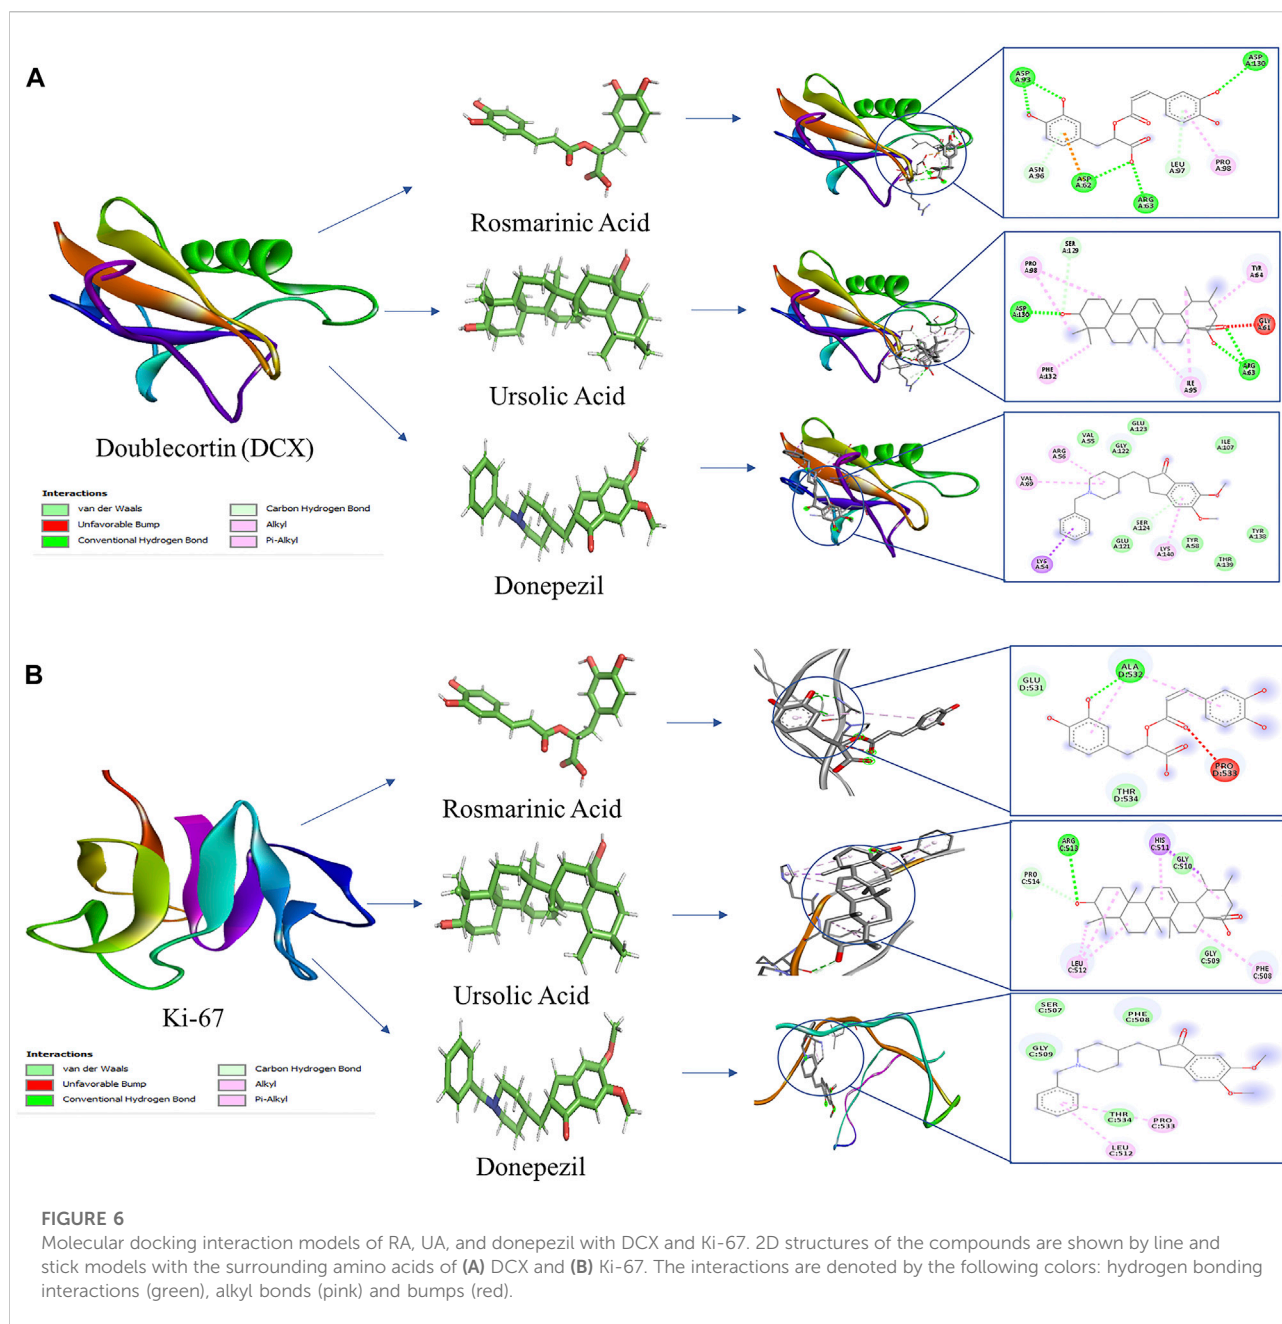 A
ASP
A:93
ASP
A:130
ASN
A:96
ASP
A:62
ARG
A:63
LEU
A:97
PRO
A:98
Rosmarinic Acid
SER
A:129
PRO
A:98
TYR
A:64
ASP
A:130
GLY
A:61
PHE
A:132
ILE
A:95
ARG
A:63
Ursolic Acid
Doublecortin (DCX)
GLU
A:123
VAL
A:55
GLY
A:122
ILE
A:107
ARG
A:56
VAL
A:69
SER
A:124
GLU
A:121
LYS
A:140
TYR
A:58
TYR
A:138
THR
A:139
LYS
A:54
Donepezil
Interactions
van der Waals
Unfavorable Bump
Conventional Hydrogen Bond
Carbon Hydrogen Bond
Alkyl
Pi-Alkyl
B
GLU
D:531
ALA
D:532
PRO
D:533
THR
D:534
Rosmarinic Acid
ARG
C:513
HIS
C:511
GLY
C:510
PRO
C:514
LEU
C:512
GLY
C:509
PHE
C:508
Ursolic Acid
Ki-67
SER
C:507
PHE
C:508
GLY
C:509
THR
C:534
PRO
C:533
LEU
C:512
Donepezil
Interactions
van der Waals
Unfavorable Bump
Conventional Hydrogen Bond
Carbon Hydrogen Bond
Alkyl
Pi-Alkyl
FIGURE 6
Molecular docking interaction models of RA, UA, and donepezil with DCX and Ki-67. 2D structures of the compounds are shown by line and
stick models with the surrounding amino acids of (A) DCX and (B) Ki-67. The interactions are denoted by the following colors: hydrogen bonding
interactions (green), alkyl bonds (pink) and bumps (red).